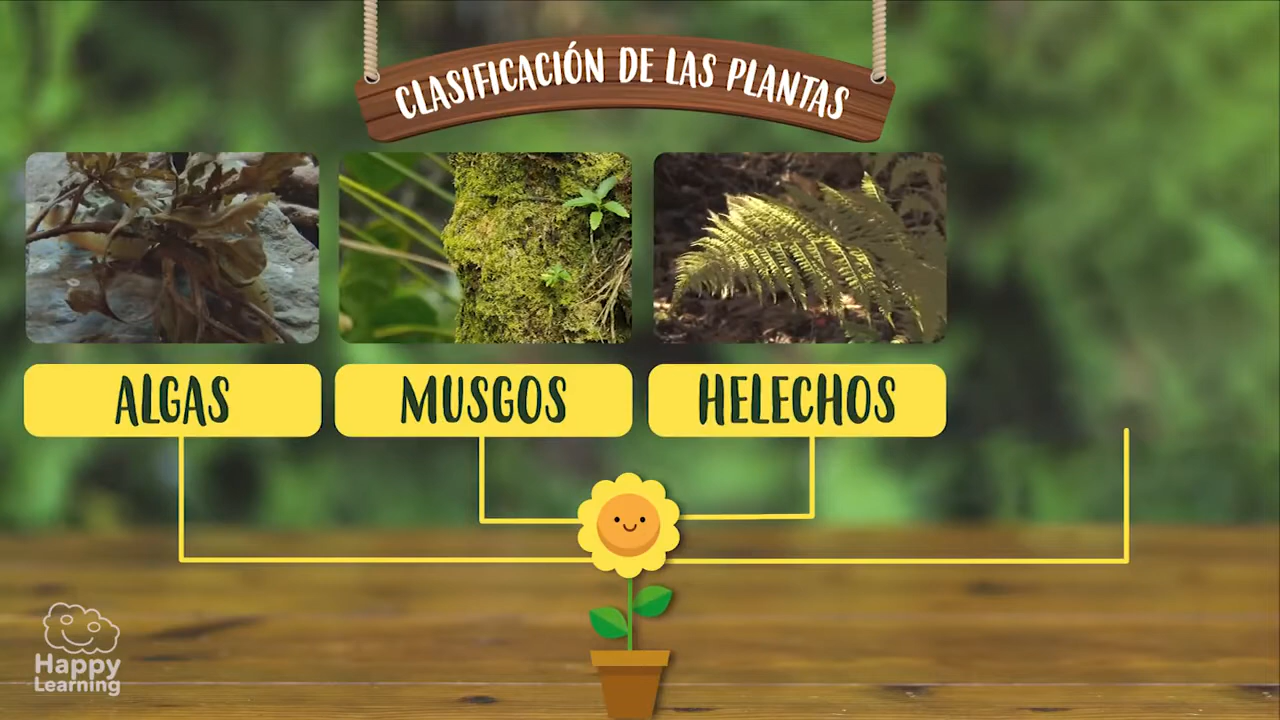 CLASIFICACIÓN DE LAS PLANTAS
ALGAS
MUSGOS
HELECHOS
Happy
Learning